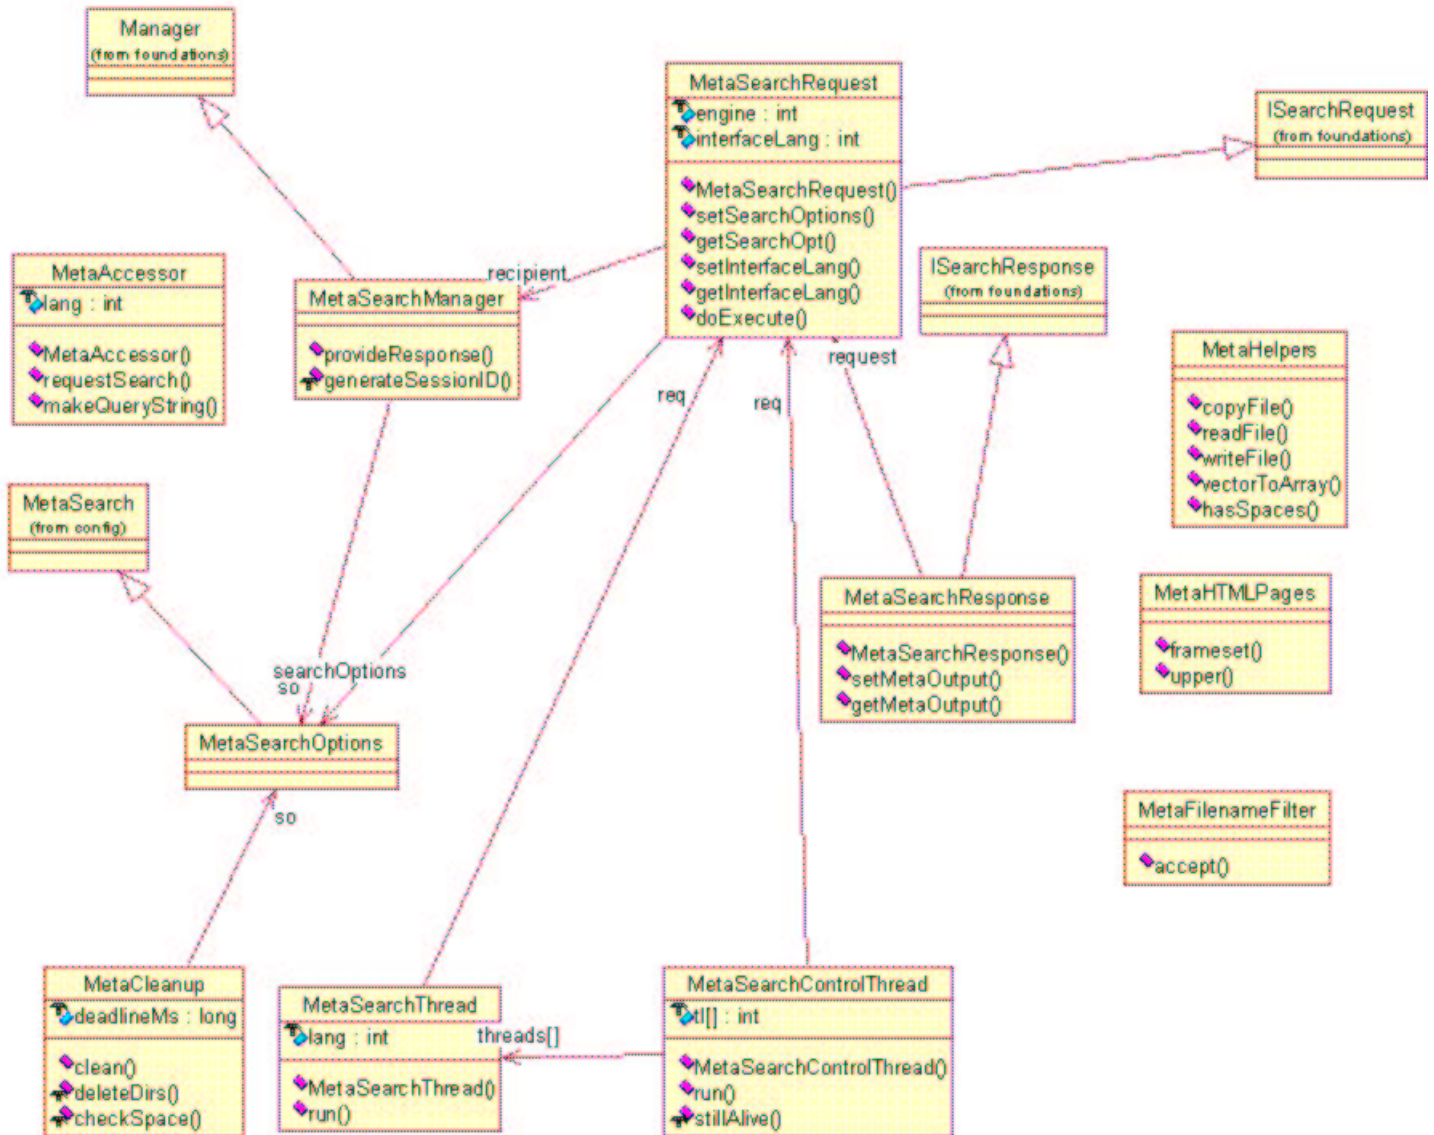 Manager
(from foundations)
MetaSearchRequest
engine : int
interfaceLang : int
MetaSearchRequest()
setSearchOptions()
getSearchOpt()
setInterfaceLang()
getInterfaceLang()
doExecute()
ISearchRequest
(from foundations)
MetaAccessor
lang : int
MetaAccessor()
requestSearch()
makeQueryString()
MetaSearchManager
provideResponse()
generateSessionID()
recipient
ISearchResponse
(from foundations)
request
req
req
MetaHelpers
copyFile()
readFile()
writeFile()
vectorToArray()
hasSpaces()
MetaSearch
(from config)
searchOptions
so
MetaSearchResponse
MetaSearchResponse()
setMetaOutput()
getMetaOutput()
MetaHTMLPages
frameset()
upper()
MetaSearchOptions
so
MetaFilenameFilter
accept()
MetaCleanup
deadlineMs : long
clean()
deleteDirs()
checkSpace()
MetaSearchThread
lang : int
MetaSearchThread()
run()
threads[]
MetaSearchControlThread
tl[] : int
MetaSearchControlThread()
run()
stillAlive()